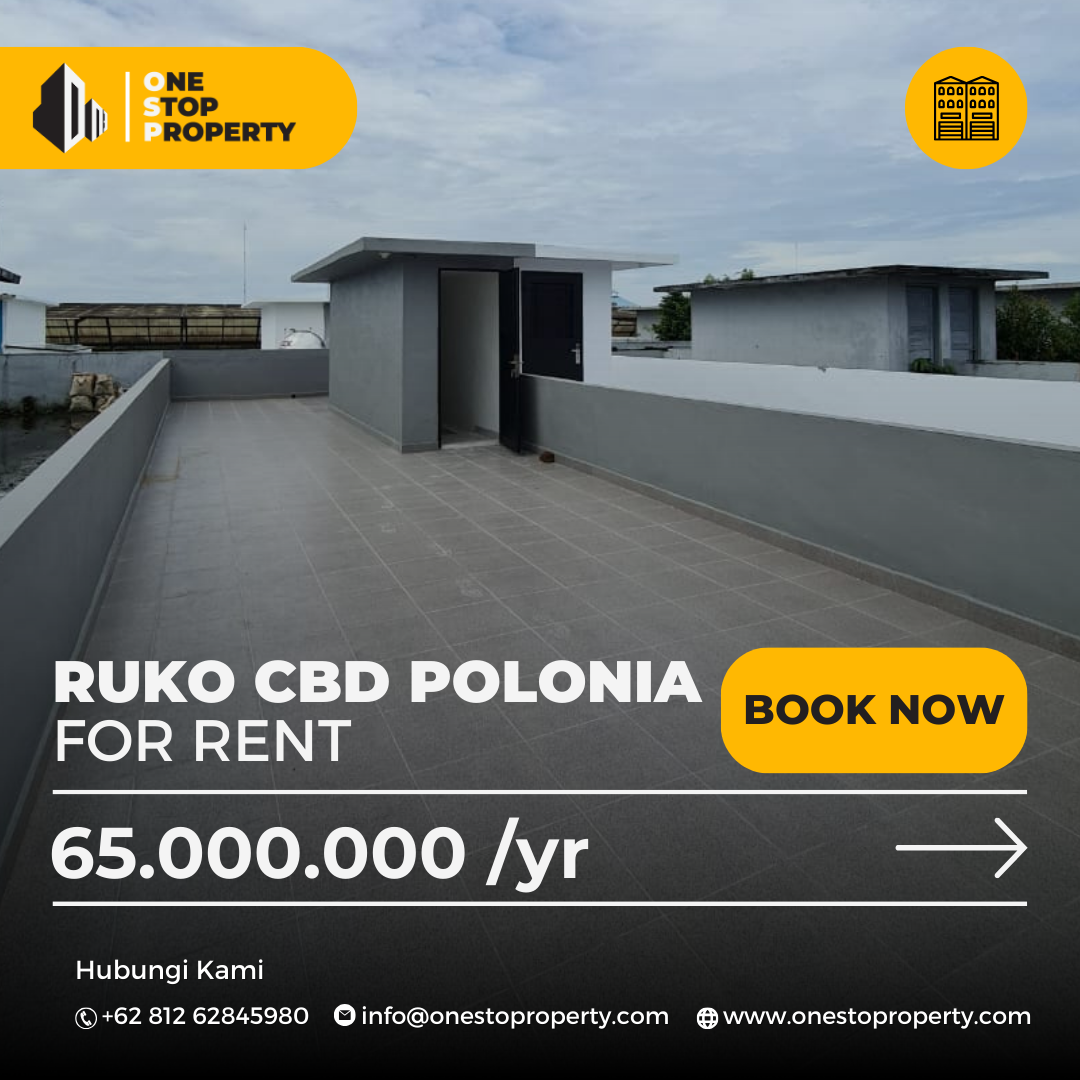 ONE
STOP
PROPERTY
RUKO CBD POLONIA
FOR RENT
BOOK NOW
65.000.000 /yr
Hubungi Kami
+62 812 62845980
info@onestoproperty.com
www.onestoproperty.com